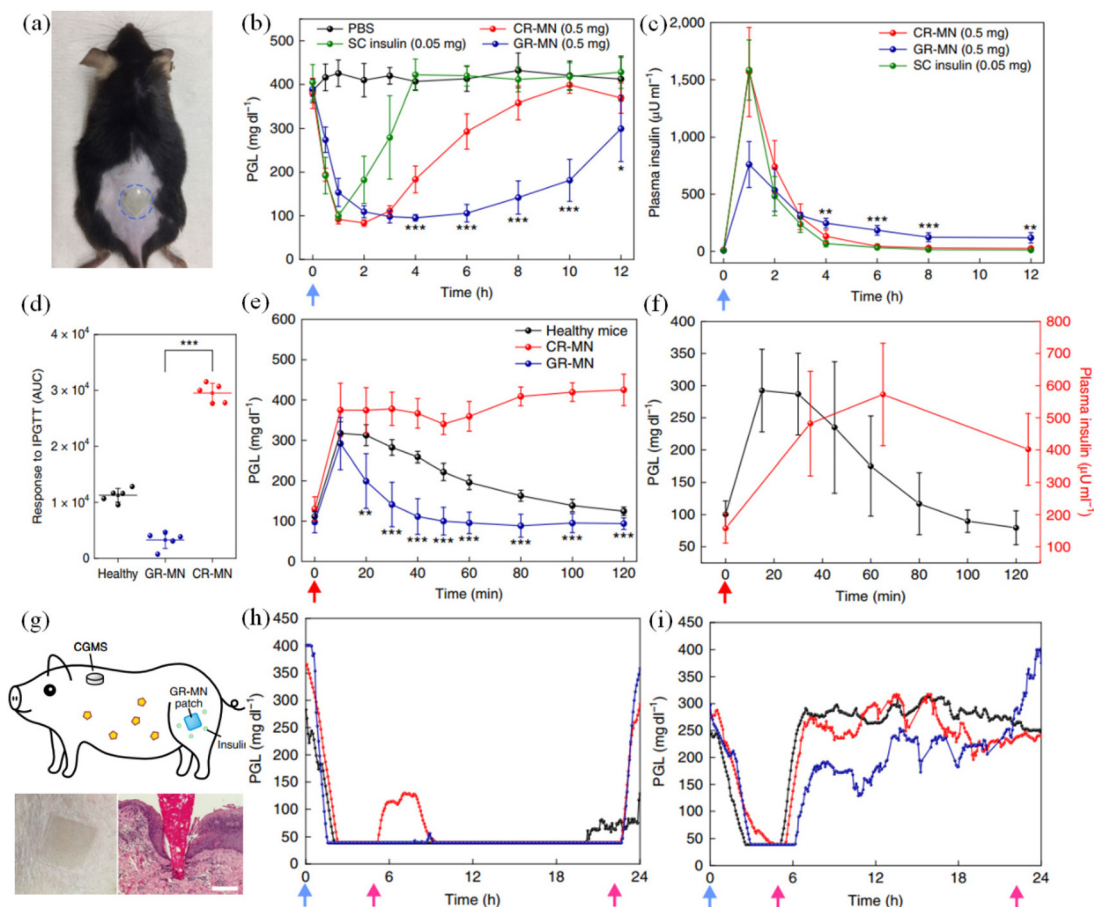 (a)
(b)
PBS
SC insulin (0.05 mg)
CR-MN (0.5 mg)
GR-MN (0.5 mg)
PGL (mg dl⁻¹)
500
400
300
200
100
0
***
***
***
***
*
0 2 4 6 8 10 12
Time (h)
(c)
CR-MN (0.5 mg)
GR-MN (0.5 mg)
SC insulin (0.05 mg)
Plasma insulin (μU ml⁻¹)
2,000
1,500
1,000
500
0
**
***
***
**
0 2 4 6 8 10 12
Time (h)
(d)
Response to IPGTT (AUC)
4 × 10⁴
3 × 10⁴
2 × 10⁴
1 × 10⁴
0
***
Healthy GR-MN CR-MN
(e)
Healthy mice
CR-MN
GR-MN
PGL (mg dl⁻¹)
600
500
400
300
200
100
0
** *** *** *** *** *** *** ***
0 20 40 60 80 100 120
Time (min)
(f)
PGL (mg dl⁻¹)
400
350
300
250
200
150
100
50
Plasma insulin (μU ml⁻¹)
800
700
600
500
400
300
200
100
0 20 40 60 80 100 120
Time (min)
(g)
CGMS
GR-MN
patch
Insulin
(h)
PGL (mg dl⁻¹)
450
400
350
300
250
200
150
100
50
0
0 6 12 18 24
Time (h)
(i)
PGL (mg dl⁻¹)
450
400
350
300
250
200
150
100
50
0
0 6 12 18 24
Time (h)